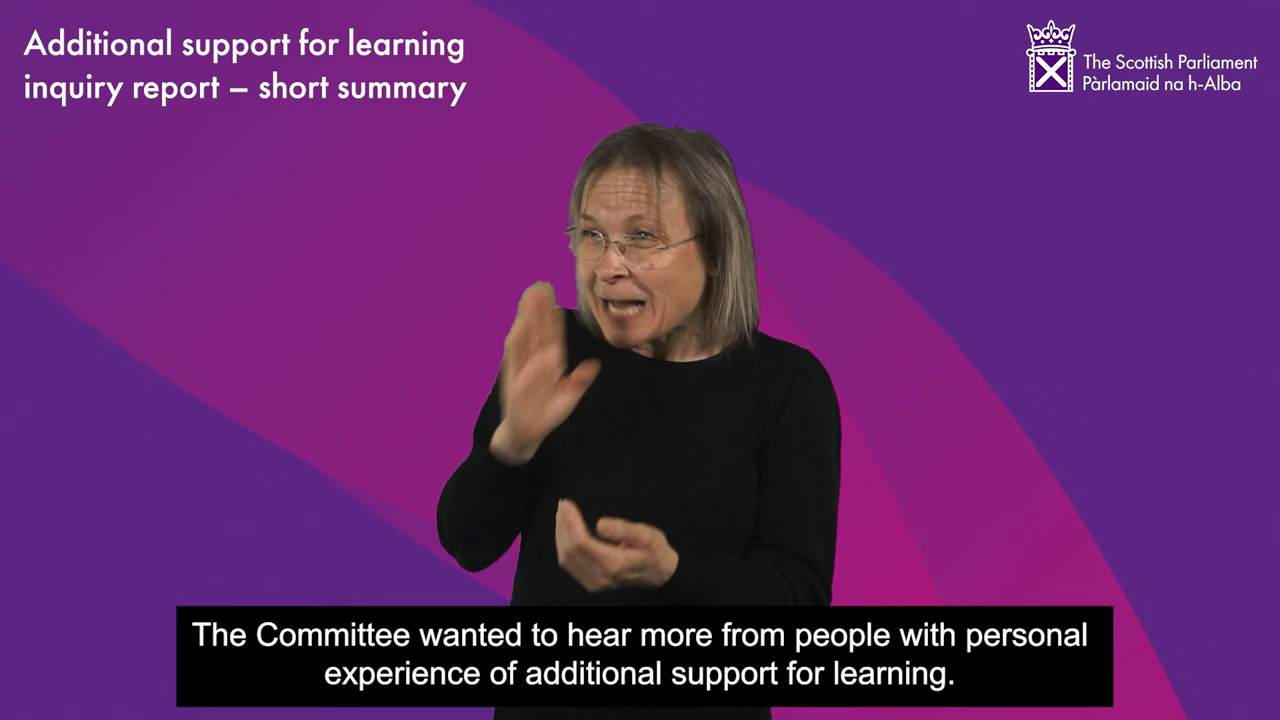 Additional support for learning
inquiry report – short summary
The Scottish Parliament
Pàrlamaid na h-Alba
The Committee wanted to hear more from people with personal
experience of additional support for learning.